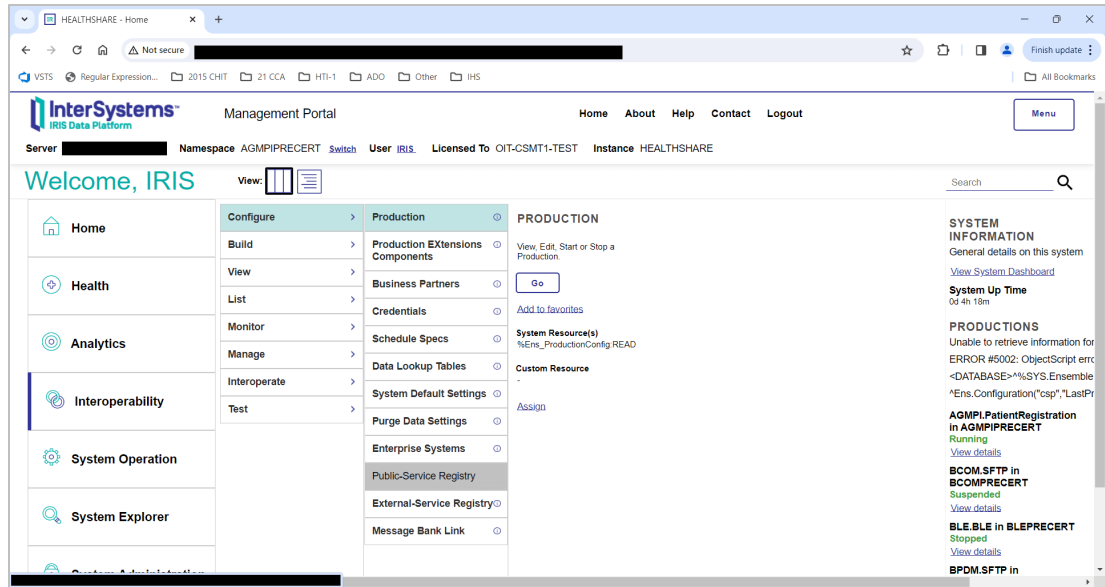 HEALTHSHARE - Home
Not secure
Finish update
VSTS
Regular Expression...
2015 CHIT
21 CCA
HTI-1
ADO
Other
IHS
All Bookmarks
InterSystems™
IRIS Data Platform
Management Portal
Home About Help Contact Logout
Menu
Server
Namespace AGMPIPRECERT Switch User IRIS Licensed To OIT-CSMT1-TEST Instance HEALTHSHARE
Welcome, IRIS
View:
Search
Home
Health
Analytics
Interoperability
System Operation
System Explorer
System Administration
Configure
Build
View
List
Monitor
Manage
Interoperate
Test
Production
Production EXtensions
Components
Business Partners
Credentials
Schedule Specs
Data Lookup Tables
System Default Settings
Purge Data Settings
Enterprise Systems
Public-Service Registry
External-Service Registry
Message Bank Link
PRODUCTION
View, Edit, Start or Stop a
Production.
Go
Add to favorites
System Resource(s)
%Ens_ProductionConfig:READ
Custom Resource
-
Assign
SYSTEM
INFORMATION
General details on this system
View System Dashboard
System Up Time
0d 4h 18m
PRODUCTIONS
Unable to retrieve information for
ERROR #5002: ObjectScript erro
<DATABASE>^%SYS.Ensemble
^Ens.Configuration("csp","LastPr
AGMPI.PatientRegistration
in AGMPIPRECERT
Running
View details
BCOM.SFTP in
BCOMPRECERT
Suspended
View details
BLE.BLE in BLEPRECERT
Stopped
View details
BPDM.SFTP in